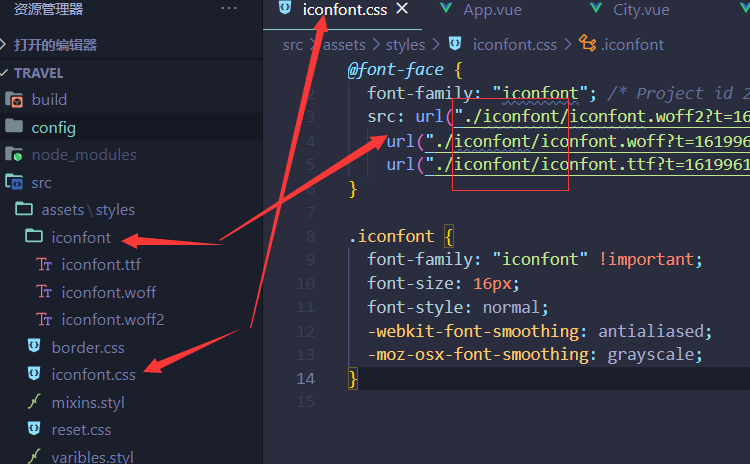 资源管理器
···
打开的编辑器
TRAVEL
build
config
node_modules
src
assets\styles
iconfont
iconfont.ttf
iconfont.woff
iconfont.woff2
border.css
iconfont.css
mixins.styl
reset.css
varibles.styl
iconfont.css
App.vue
City.vue
src > assets > styles > iconfont.css > .iconfont
@font-face {
2 font-family: "iconfont"; /* Project id 2
3 src: url("./iconfont/iconfont.woff2?t=16
4 url("./iconfont/iconfont.woff?t=161996
5 url("./iconfont/iconfont.ttf?t=1619961
6 }
7
8 .iconfont {
9 font-family: "iconfont" !important;
10 font-size: 16px;
11 font-style: normal;
12 -webkit-font-smoothing: antialiased;
13 -moz-osx-font-smoothing: grayscale;
14 }
15